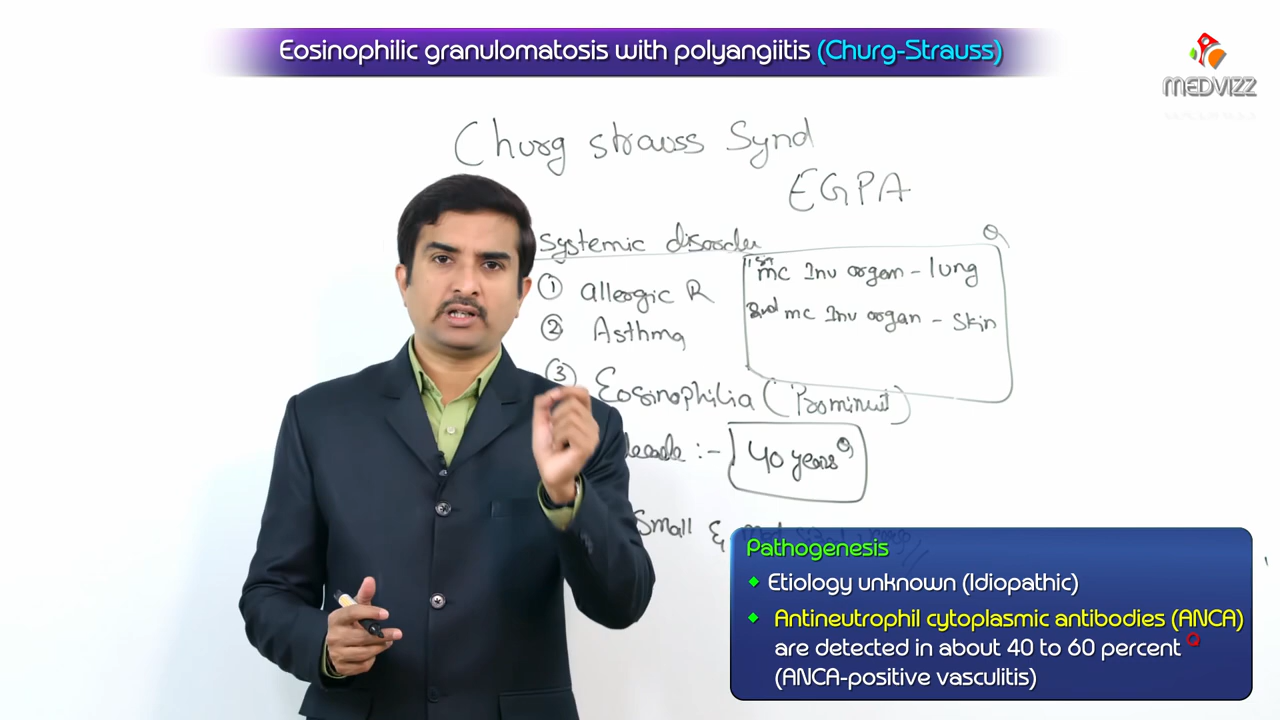 Eosinophilic granulomatosis with polyangiitis (Churg-Strauss)
MEDVIZZ
Churg strauss Synd
EGPA
systemic disorder
Q
① Allergic R
② Asthma
③ Eosinophilia (Prominent)
1st mc Inv organ - lung
2nd mc Inv organ - skin
decade :- 40 years Q
Small &
Pathogenesis
Etiology unknown (Idiopathic)
Antineutrophil cytoplasmic antibodies (ANCA)
are detected in about 40 to 60 percent Q
(ANCA-positive vasculitis)